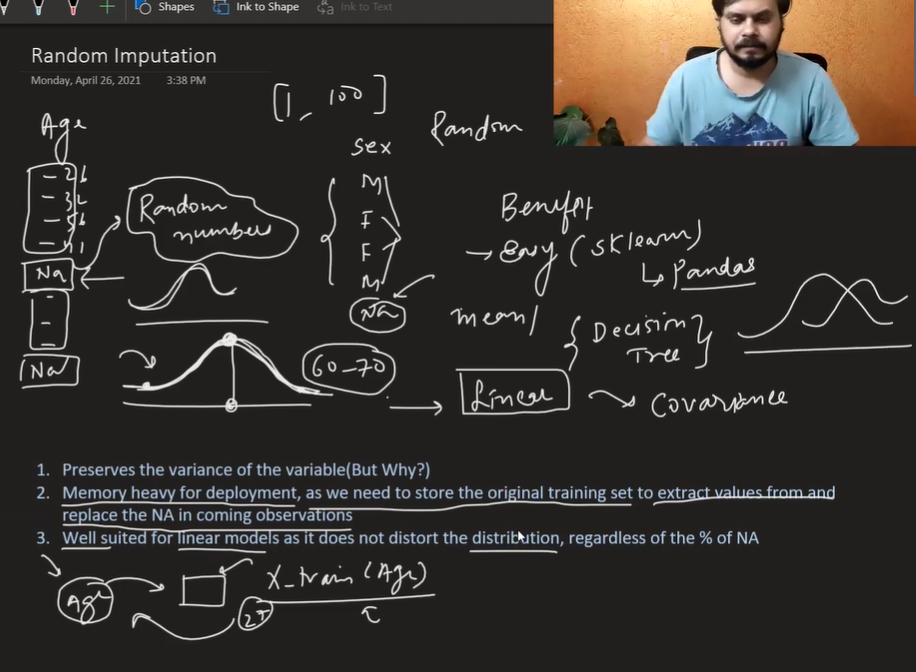 Shapes
Ink to Shape
Ink to Text
Random Imputation
Monday, April 26, 2021
3:38 PM
[1, 100]
Age
Random
Sex
26
32
Random
numbers
M
F
F
M
Na
Na
Na
Benefit
→ Easy (Sklearn)
↳ Pandas
mean/
{ Decision
Tree }
60-70
Linear
Covariance
1. Preserves the variance of the variable(But Why?)
2. Memory heavy for deployment, as we need to store the original training set to extract values from and
replace the NA in coming observations
3. Well suited for linear models as it does not distort the distribution, regardless of the % of NA
Age
X_train (Age)